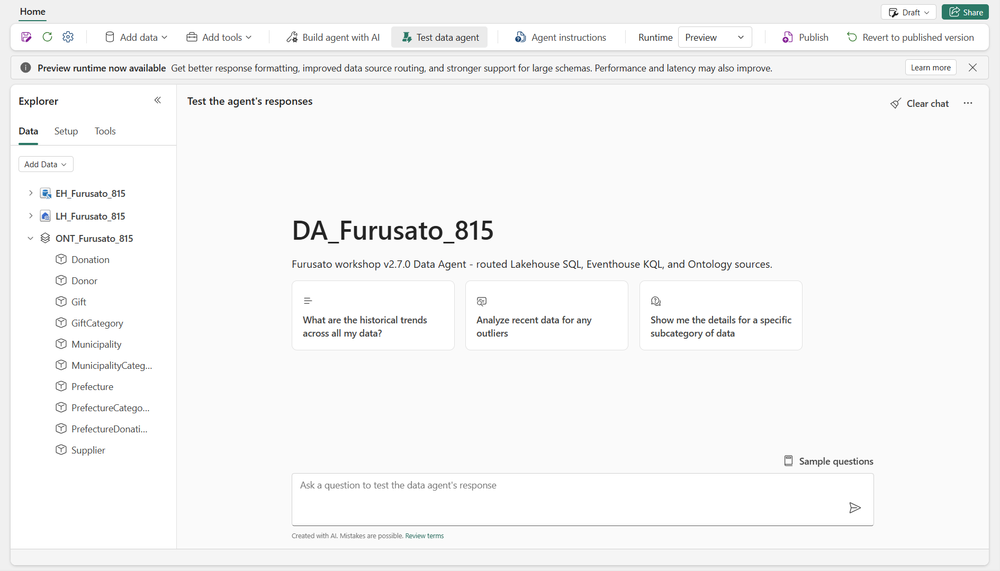 Home
Draft
Share
Add data
Add tools
Build agent with AI
Test data agent
Agent instructions
Runtime
Preview
Publish
Revert to published version
Preview runtime now available Get better response formatting, improved data source routing, and stronger support for large schemas. Performance and latency may also improve.
Learn more
Explorer
Test the agent's responses
Clear chat
Data
Setup
Tools
Add Data
EH_Furusato_815
LH_Furusato_815
ONT_Furusato_815
Donation
Donor
Gift
GiftCategory
Municipality
MunicipalityCateg...
Prefecture
PrefectureCatego...
PrefectureDonati...
Supplier
DA_Furusato_815
Furusato workshop v2.7.0 Data Agent - routed Lakehouse SQL, Eventhouse KQL, and Ontology sources.
What are the historical trends
across all my data?
Analyze recent data for any
outliers
Show me the details for a specific
subcategory of data
Sample questions
Ask a question to test the data agent's response
Created with AI. Mistakes are possible. Review terms